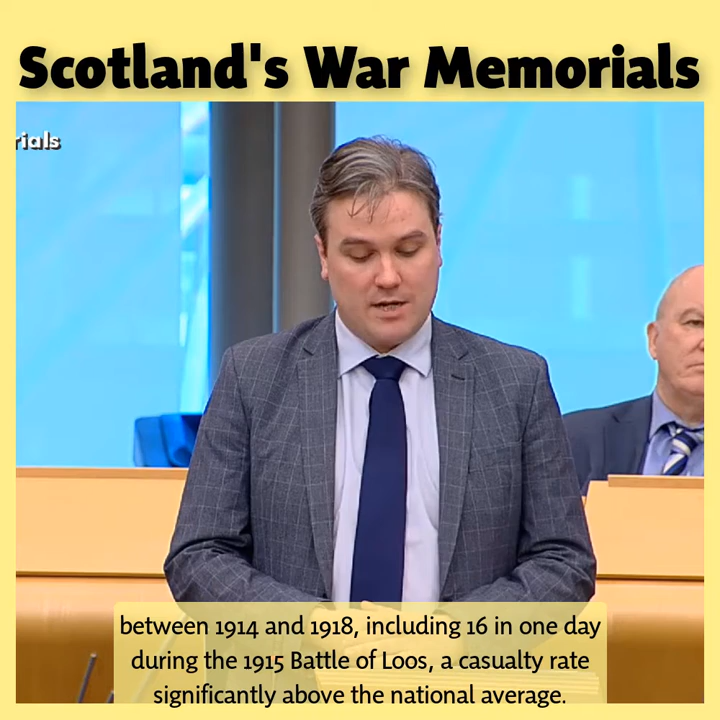 Scotland's War Memorials
rials
between 1914 and 1918, including 16 in one day
during the 1915 Battle of Loos, a casualty rate
significantly above the national average.